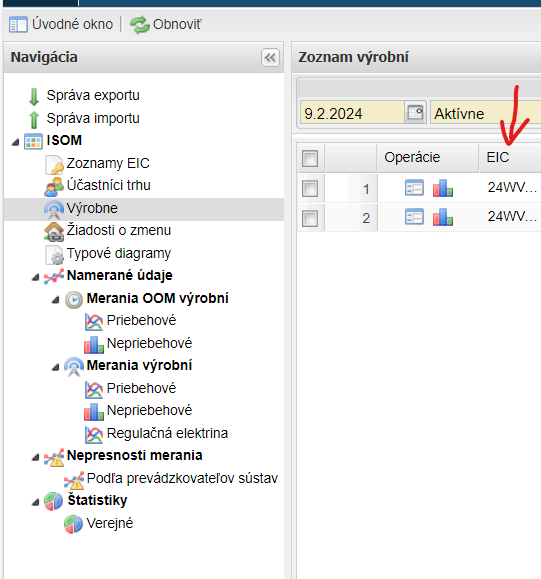 Úvodné okno
Obnoviť
Navigácia
Správa exportu
Správa importu
ISOM
Zoznamy EIC
Účastníci trhu
Výrobne
Žiadosti o zmenu
Typové diagramy
Namerané údaje
Merania OOM výrobní
Priebehové
Nepriebehové
Merania výrobní
Priebehové
Nepriebehové
Regulačná elektrina
Nepresnosti merania
Podľa prevádzkovateľov sústav
Štatistiky
Verejné
Zoznam výrobní
9.2.2024 Aktívne
Operácie EIC
1 24WV...
2 24WV...